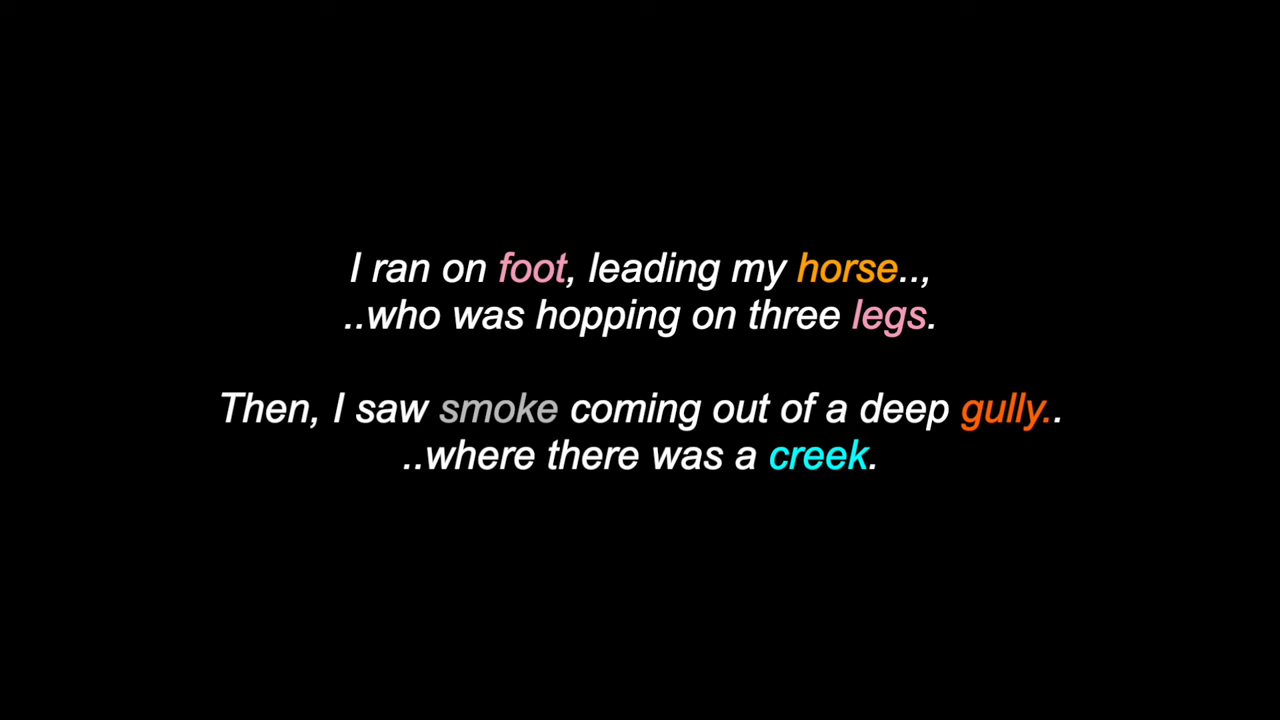 I ran on foot, leading my horse..,
..who was hopping on three legs.
Then, I saw smoke coming out of a deep gully..
..where there was a creek.